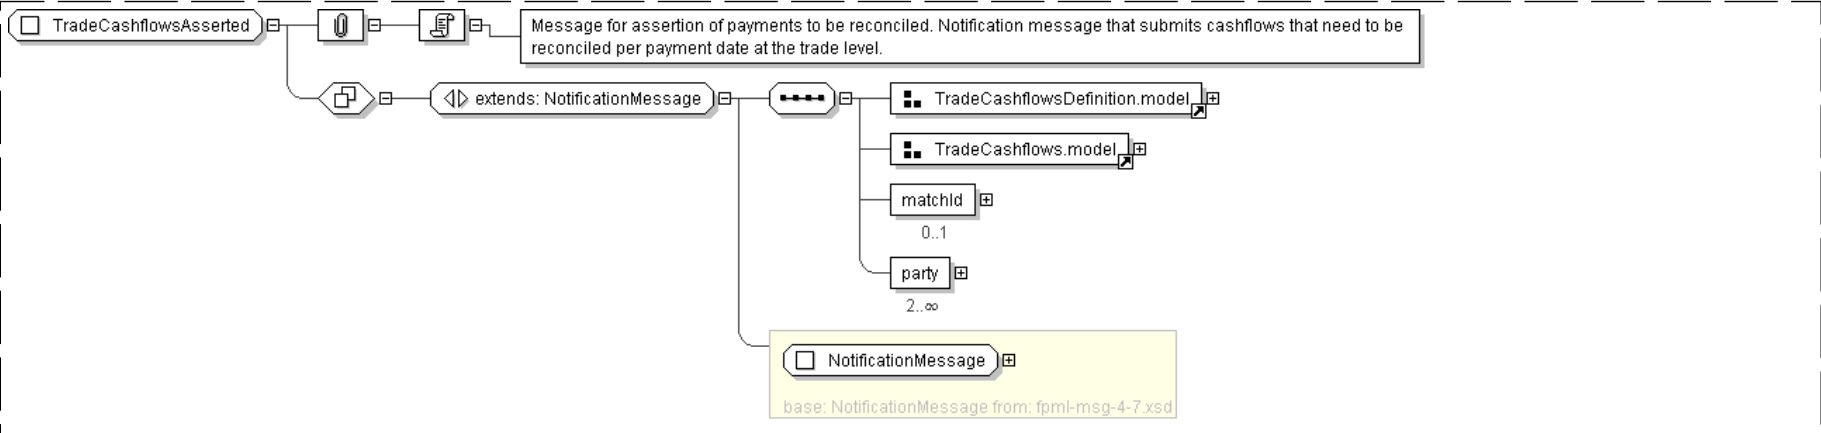 TradeCashflowsAsserted
Message for assertion of payments to be reconciled. Notification message that submits cashflows that need to be
reconciled per payment date at the trade level.
extends: NotificationMessage
TradeCashflowsDefinition.model
TradeCashflows.model
matchId
0..1
party
2..∞
NotificationMessage
base: NotificationMessage from: fpml-msg-4-7.xsd